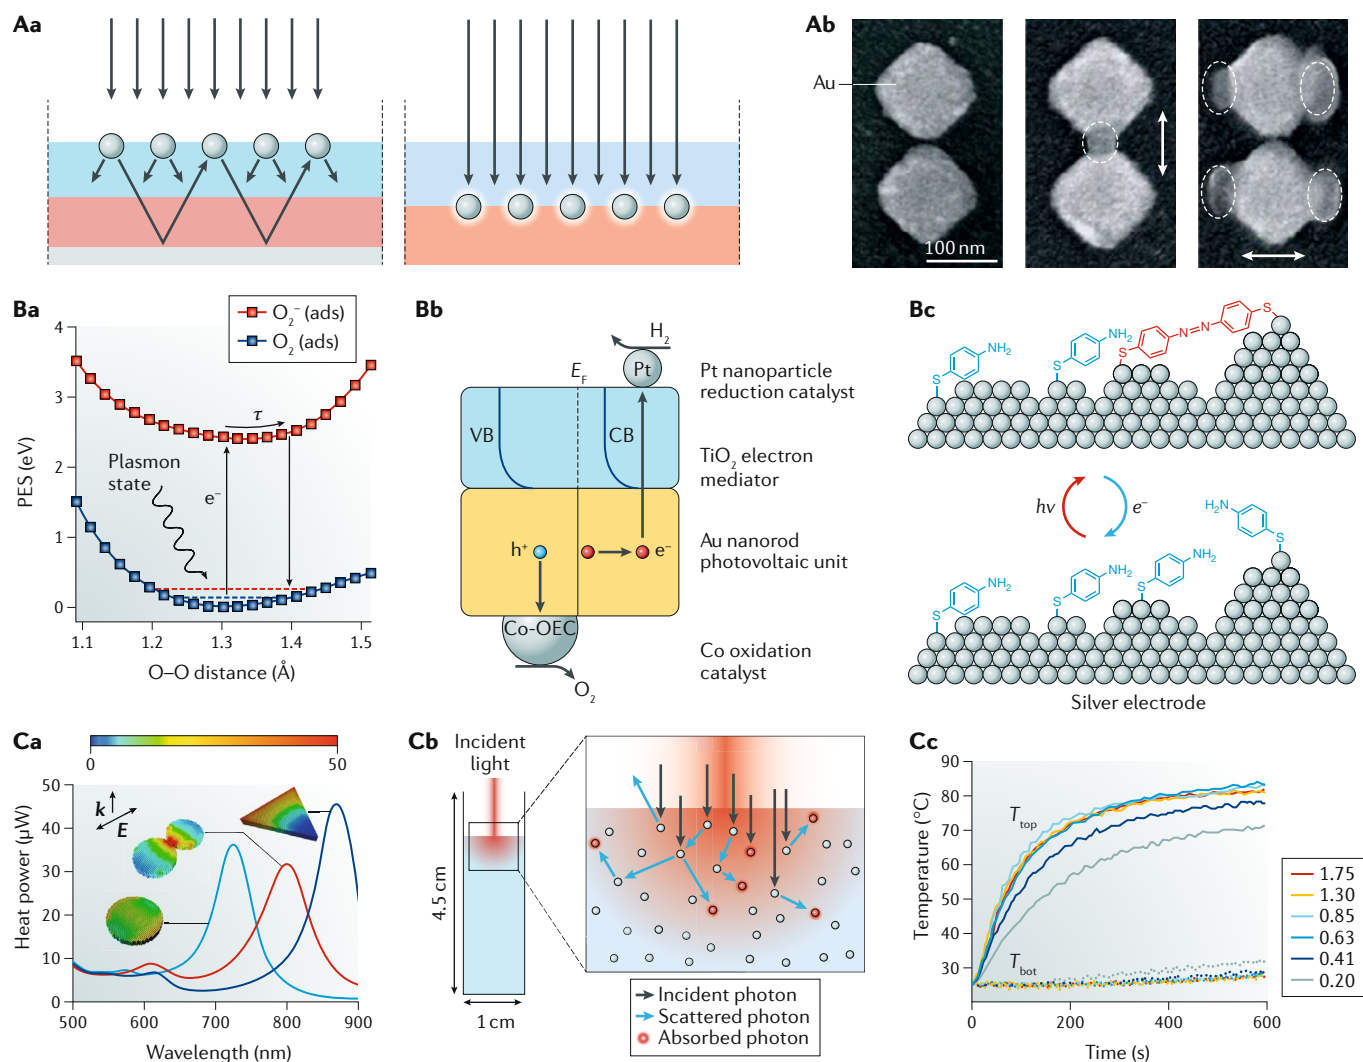 Aa
Ab
Au
100 nm
Ba
O₂⁻ (ads)
O₂ (ads)
4
3
2
1
0
PES (eV)
τ
Plasmon
state
e⁻
1.1
1.2
1.3
1.4
1.5
O–O distance (Å)
Bb
H₂
Pt
E_F
VB
CB
h⁺
e⁻
Co-OEC
O₂
Pt nanoparticle
reduction catalyst
TiO₂ electron
mediator
Au nanorod
photovoltaic unit
Co oxidation
catalyst
Bc
S
NH₂
S
NH₂
S
N=N
S
hν
e⁻
S
NH₂
S
NH₂
S
NH₂
H₂N
S
Silver electrode
Ca
0
50
k
E
50
40
30
20
10
0
Heat power (μW)
500
600
700
800
900
Wavelength (nm)
Cb
Incident
light
4.5 cm
1 cm
Incident photon
Scattered photon
Absorbed photon
Cc
90
80
70
60
50
40
30
Temperature (°C)
T_top
T_bot
0
200
400
600
Time (s)
1.75
1.30
0.85
0.63
0.41
0.20